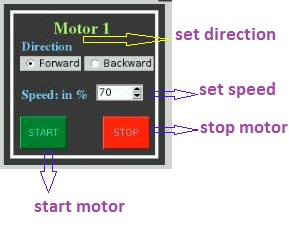 Motor 1
set direction
Direction
Forward Backward
Speed: in % 70
set speed
START STOP
stop motor
start motor